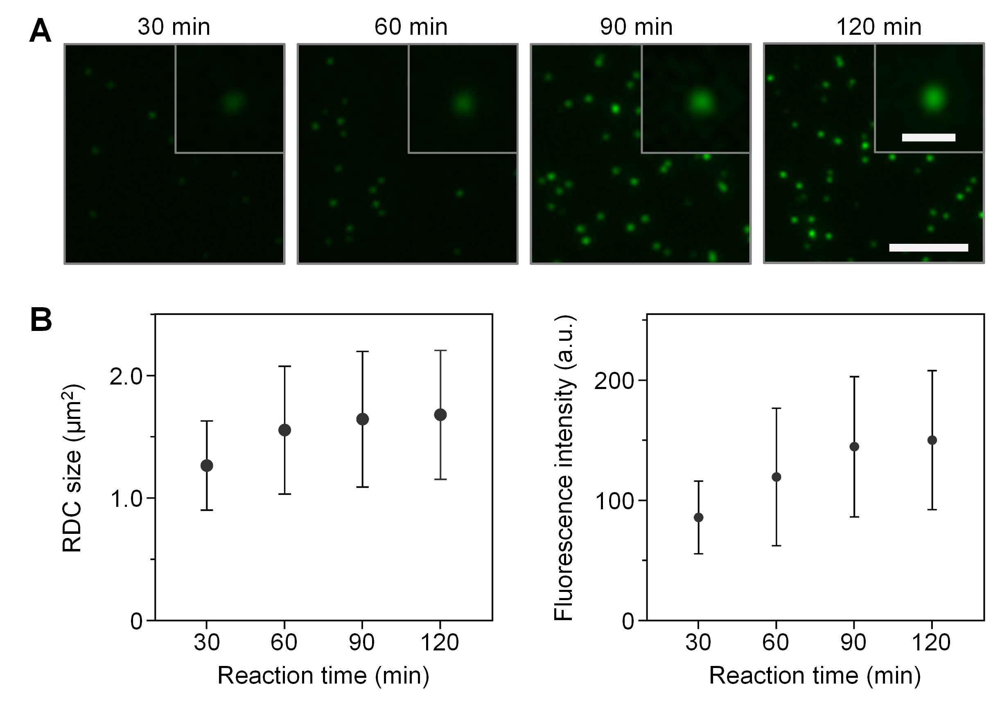 A
30 min
60 min
90 min
120 min
B
RDC size (µm²)
2.0
1.0
0
30
60
90
120
Reaction time (min)
Fluorescence intensity (a.u.)
200
100
0
30
60
90
120
Reaction time (min)